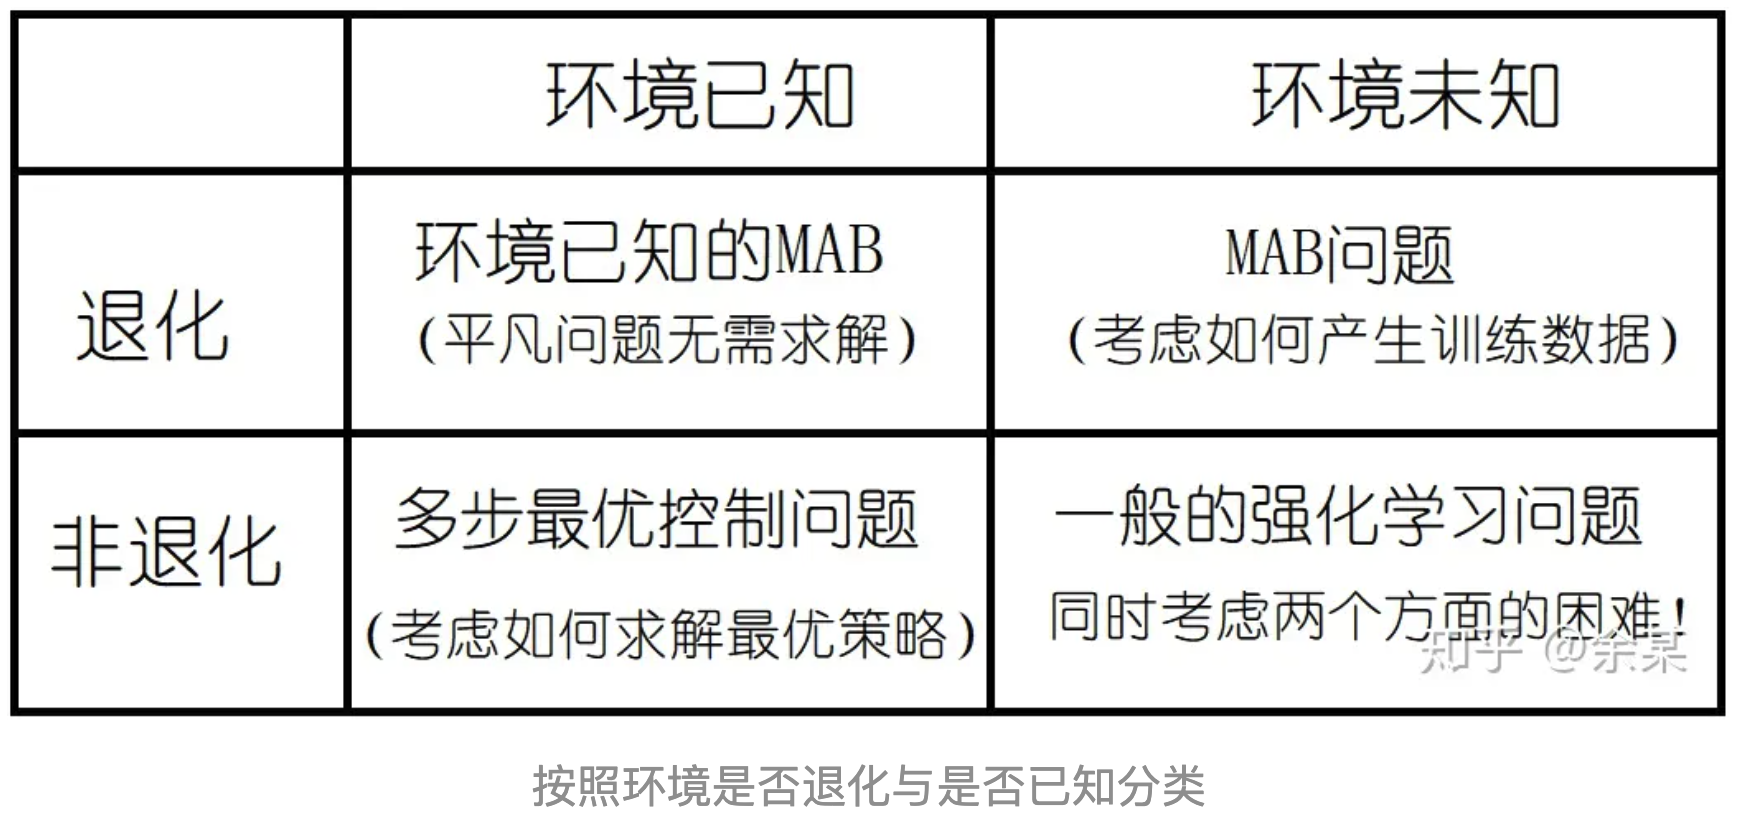 环境已知
环境未知
退化
环境已知的MAB
(平凡问题无需求解)
MAB问题
(考虑如何产生训练数据)
非退化
多步最优控制问题
(考虑如何求解最优策略)
一般的强化学习问题
同时考虑两个方面的困难!
知乎 @余某
按照环境是否退化与是否已知分类